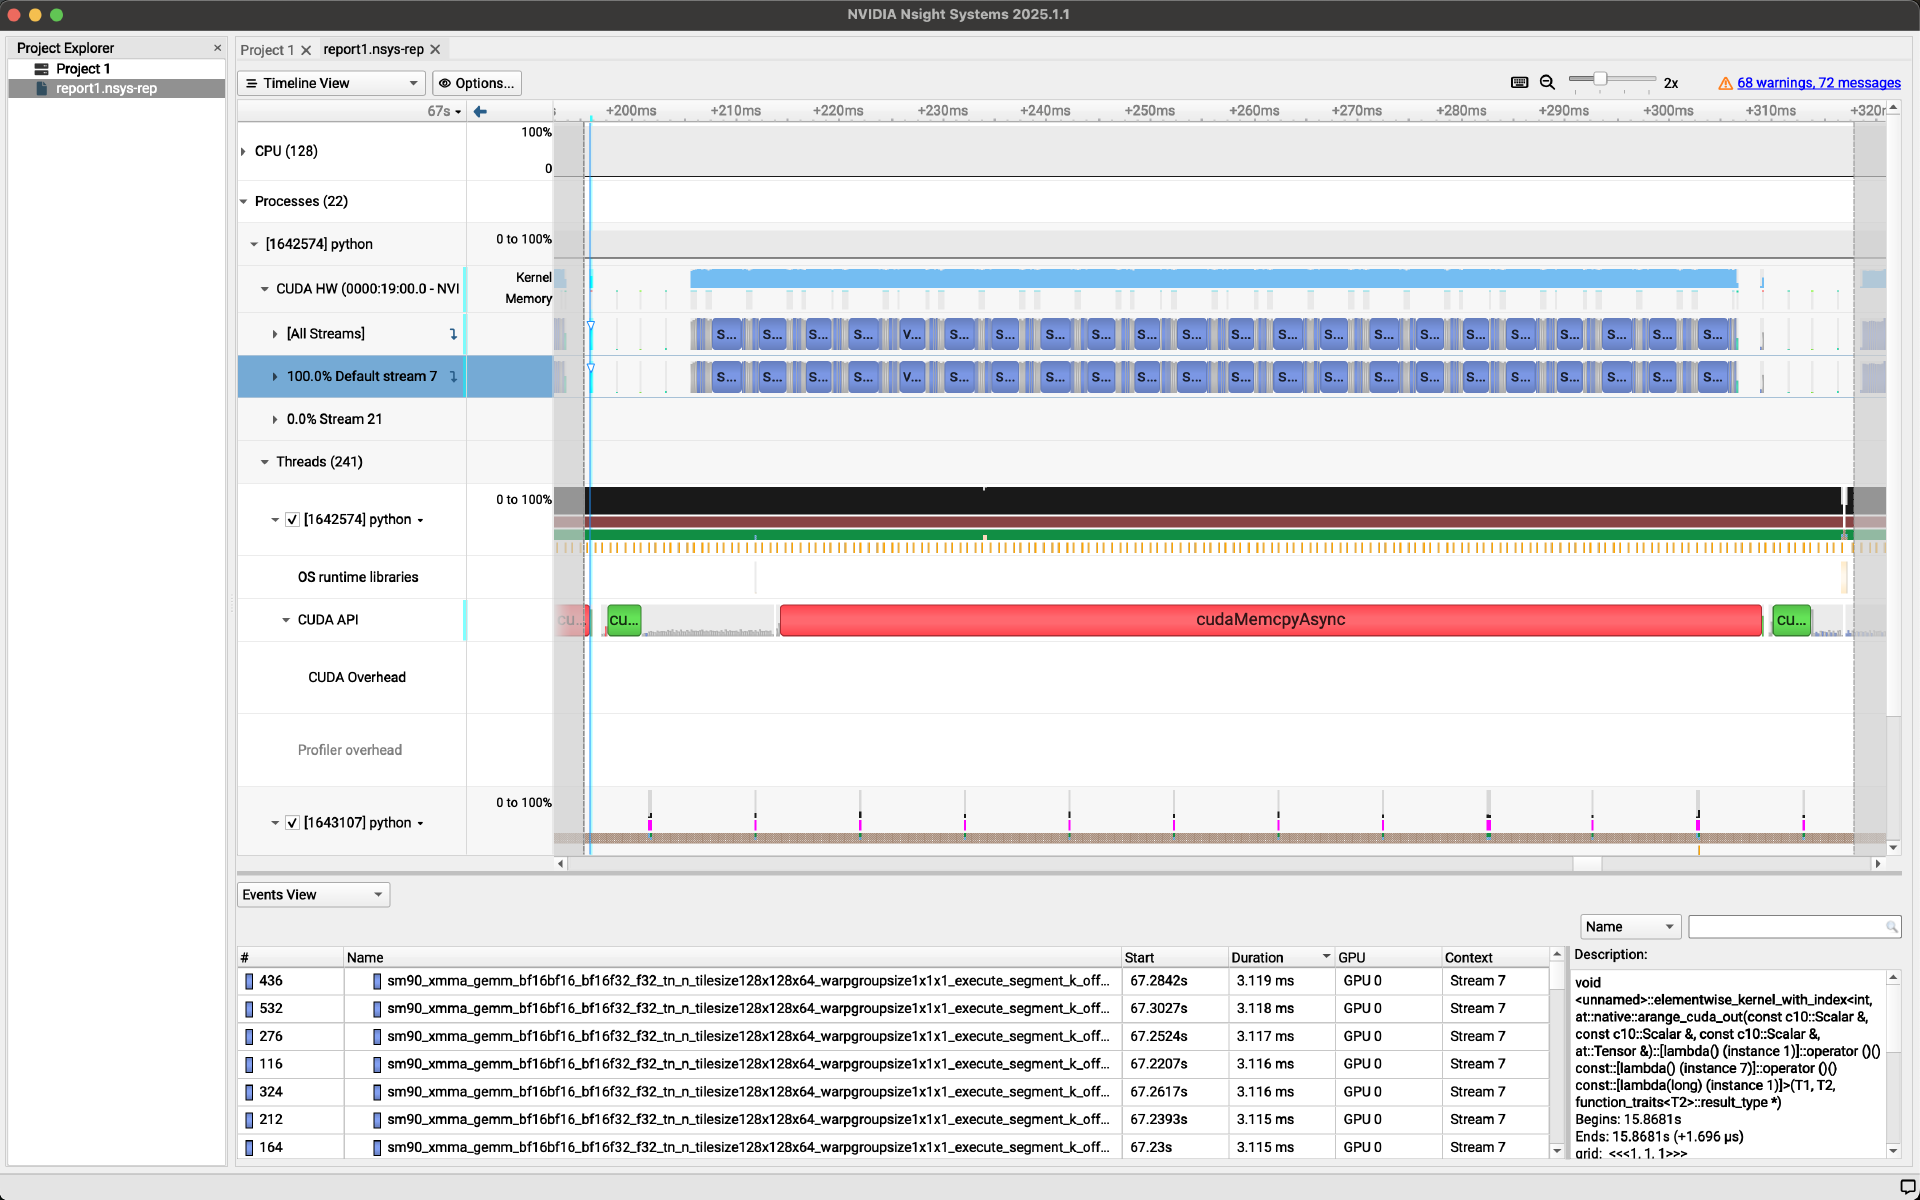 NVIDIA Nsight Systems 2025.1.1
Project Explorer
Project 1
report1.nsys-rep
Project 1
report1.nsys-rep
Timeline View
Options...
2x
68 warnings, 72 messages
67s
s
+200ms
+210ms
+220ms
+230ms
+240ms
+250ms
+260ms
+270ms
+280ms
+290ms
+300ms
+310ms
+320r
CPU (128)
100%
0
Processes (22)
[1642574] python
0 to 100%
CUDA HW (0000:19:00.0 - NVI
Kernel
Memory
[All Streams]
S... S... S... S... V... S... S... S... S... S... S... S... S... S... S... S... S... S... S... S... S... S...
100.0% Default stream 7
S... S... S... S... V... S... S... S... S... S... S... S... S... S... S... S... S... S... S... S... S... S...
0.0% Stream 21
Threads (241)
[1642574] python
0 to 100%
OS runtime libraries
CUDA API
cu...
cu...
cudaMemcpyAsync
cu...
CUDA Overhead
Profiler overhead
[1643107] python
0 to 100%
Events View
Name
# Name Start Duration GPU Context
436 sm90_xmma_gemm_bf16bf16_bf16f32_f32_tn_n_tilesize128x128x64_warpgroupsize1x1x1_execute_segment_k_off... 67.2842s 3.119 ms GPU 0 Stream 7
532 sm90_xmma_gemm_bf16bf16_bf16f32_f32_tn_n_tilesize128x128x64_warpgroupsize1x1x1_execute_segment_k_off... 67.3027s 3.118 ms GPU 0 Stream 7
276 sm90_xmma_gemm_bf16bf16_bf16f32_f32_tn_n_tilesize128x128x64_warpgroupsize1x1x1_execute_segment_k_off... 67.2524s 3.117 ms GPU 0 Stream 7
116 sm90_xmma_gemm_bf16bf16_bf16f32_f32_tn_n_tilesize128x128x64_warpgroupsize1x1x1_execute_segment_k_off... 67.2207s 3.116 ms GPU 0 Stream 7
324 sm90_xmma_gemm_bf16bf16_bf16f32_f32_tn_n_tilesize128x128x64_warpgroupsize1x1x1_execute_segment_k_off... 67.2617s 3.116 ms GPU 0 Stream 7
212 sm90_xmma_gemm_bf16bf16_bf16f32_f32_tn_n_tilesize128x128x64_warpgroupsize1x1x1_execute_segment_k_off... 67.2393s 3.115 ms GPU 0 Stream 7
164 sm90_xmma_gemm_bf16bf16_bf16f32_f32_tn_n_tilesize128x128x64_warpgroupsize1x1x1_execute_segment_k_off... 67.23s 3.115 ms GPU 0 Stream 7
Description:
void
<unnamed>::elementwise_kernel_with_index<int,
at::native::arange_cuda_out(const c10::Scalar &,
const c10::Scalar &, const c10::Scalar &,
at::Tensor &)::[lambda() (instance 1)]::operator ()()
const::[lambda() (instance 7)]::operator ()()
const::[lambda(long) (instance 1)]>(T1, T2,
function_traits<T2>::result_type *)
Begins: 15.8681s
Ends: 15.8681s (+1.696 μs)
grid: <<<1, 1, 1>>>